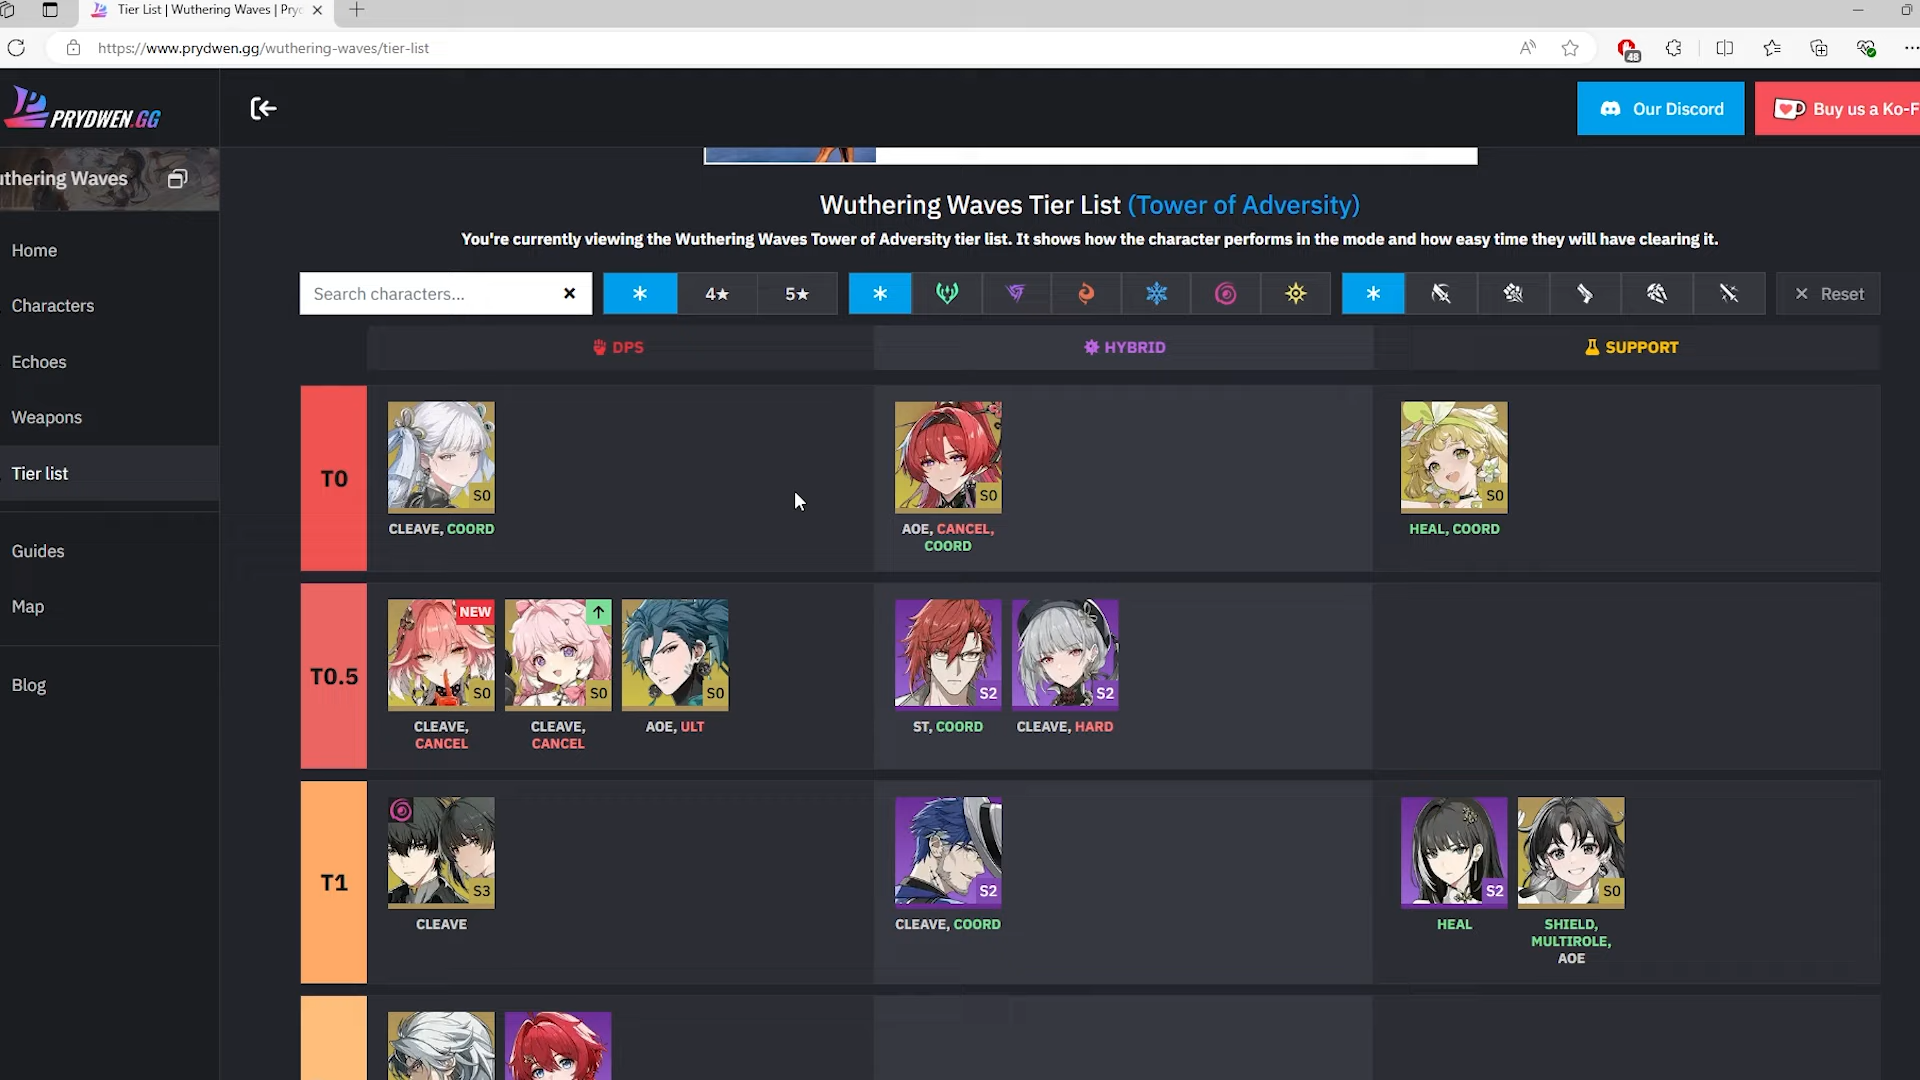 Tier List | Wuthering Waves | Pryd
https://www.prydwen.gg/wuthering-waves/tier-list
48
PRYDWEN.GG
Our Discord
Buy us a Ko-F
uthering Waves
Home
Characters
Echoes
Weapons
Tier list
Guides
Map
Blog
Wuthering Waves Tier List (Tower of Adversity)
You're currently viewing the Wuthering Waves Tower of Adversity tier list. It shows how the character performs in the mode and how easy time they will have clearing it.
Search characters...
4★
5★
Reset
DPS
HYBRID
SUPPORT
T0
S0
CLEAVE, COORD
S0
AOE, CANCEL,
COORD
S0
HEAL, COORD
T0.5
NEW
S0
CLEAVE,
CANCEL
S0
CLEAVE,
CANCEL
S0
AOE, ULT
S2
ST, COORD
S2
CLEAVE, HARD
T1
S3
CLEAVE
S2
CLEAVE, COORD
S2
HEAL
S0
SHIELD,
MULTIROLE,
AOE